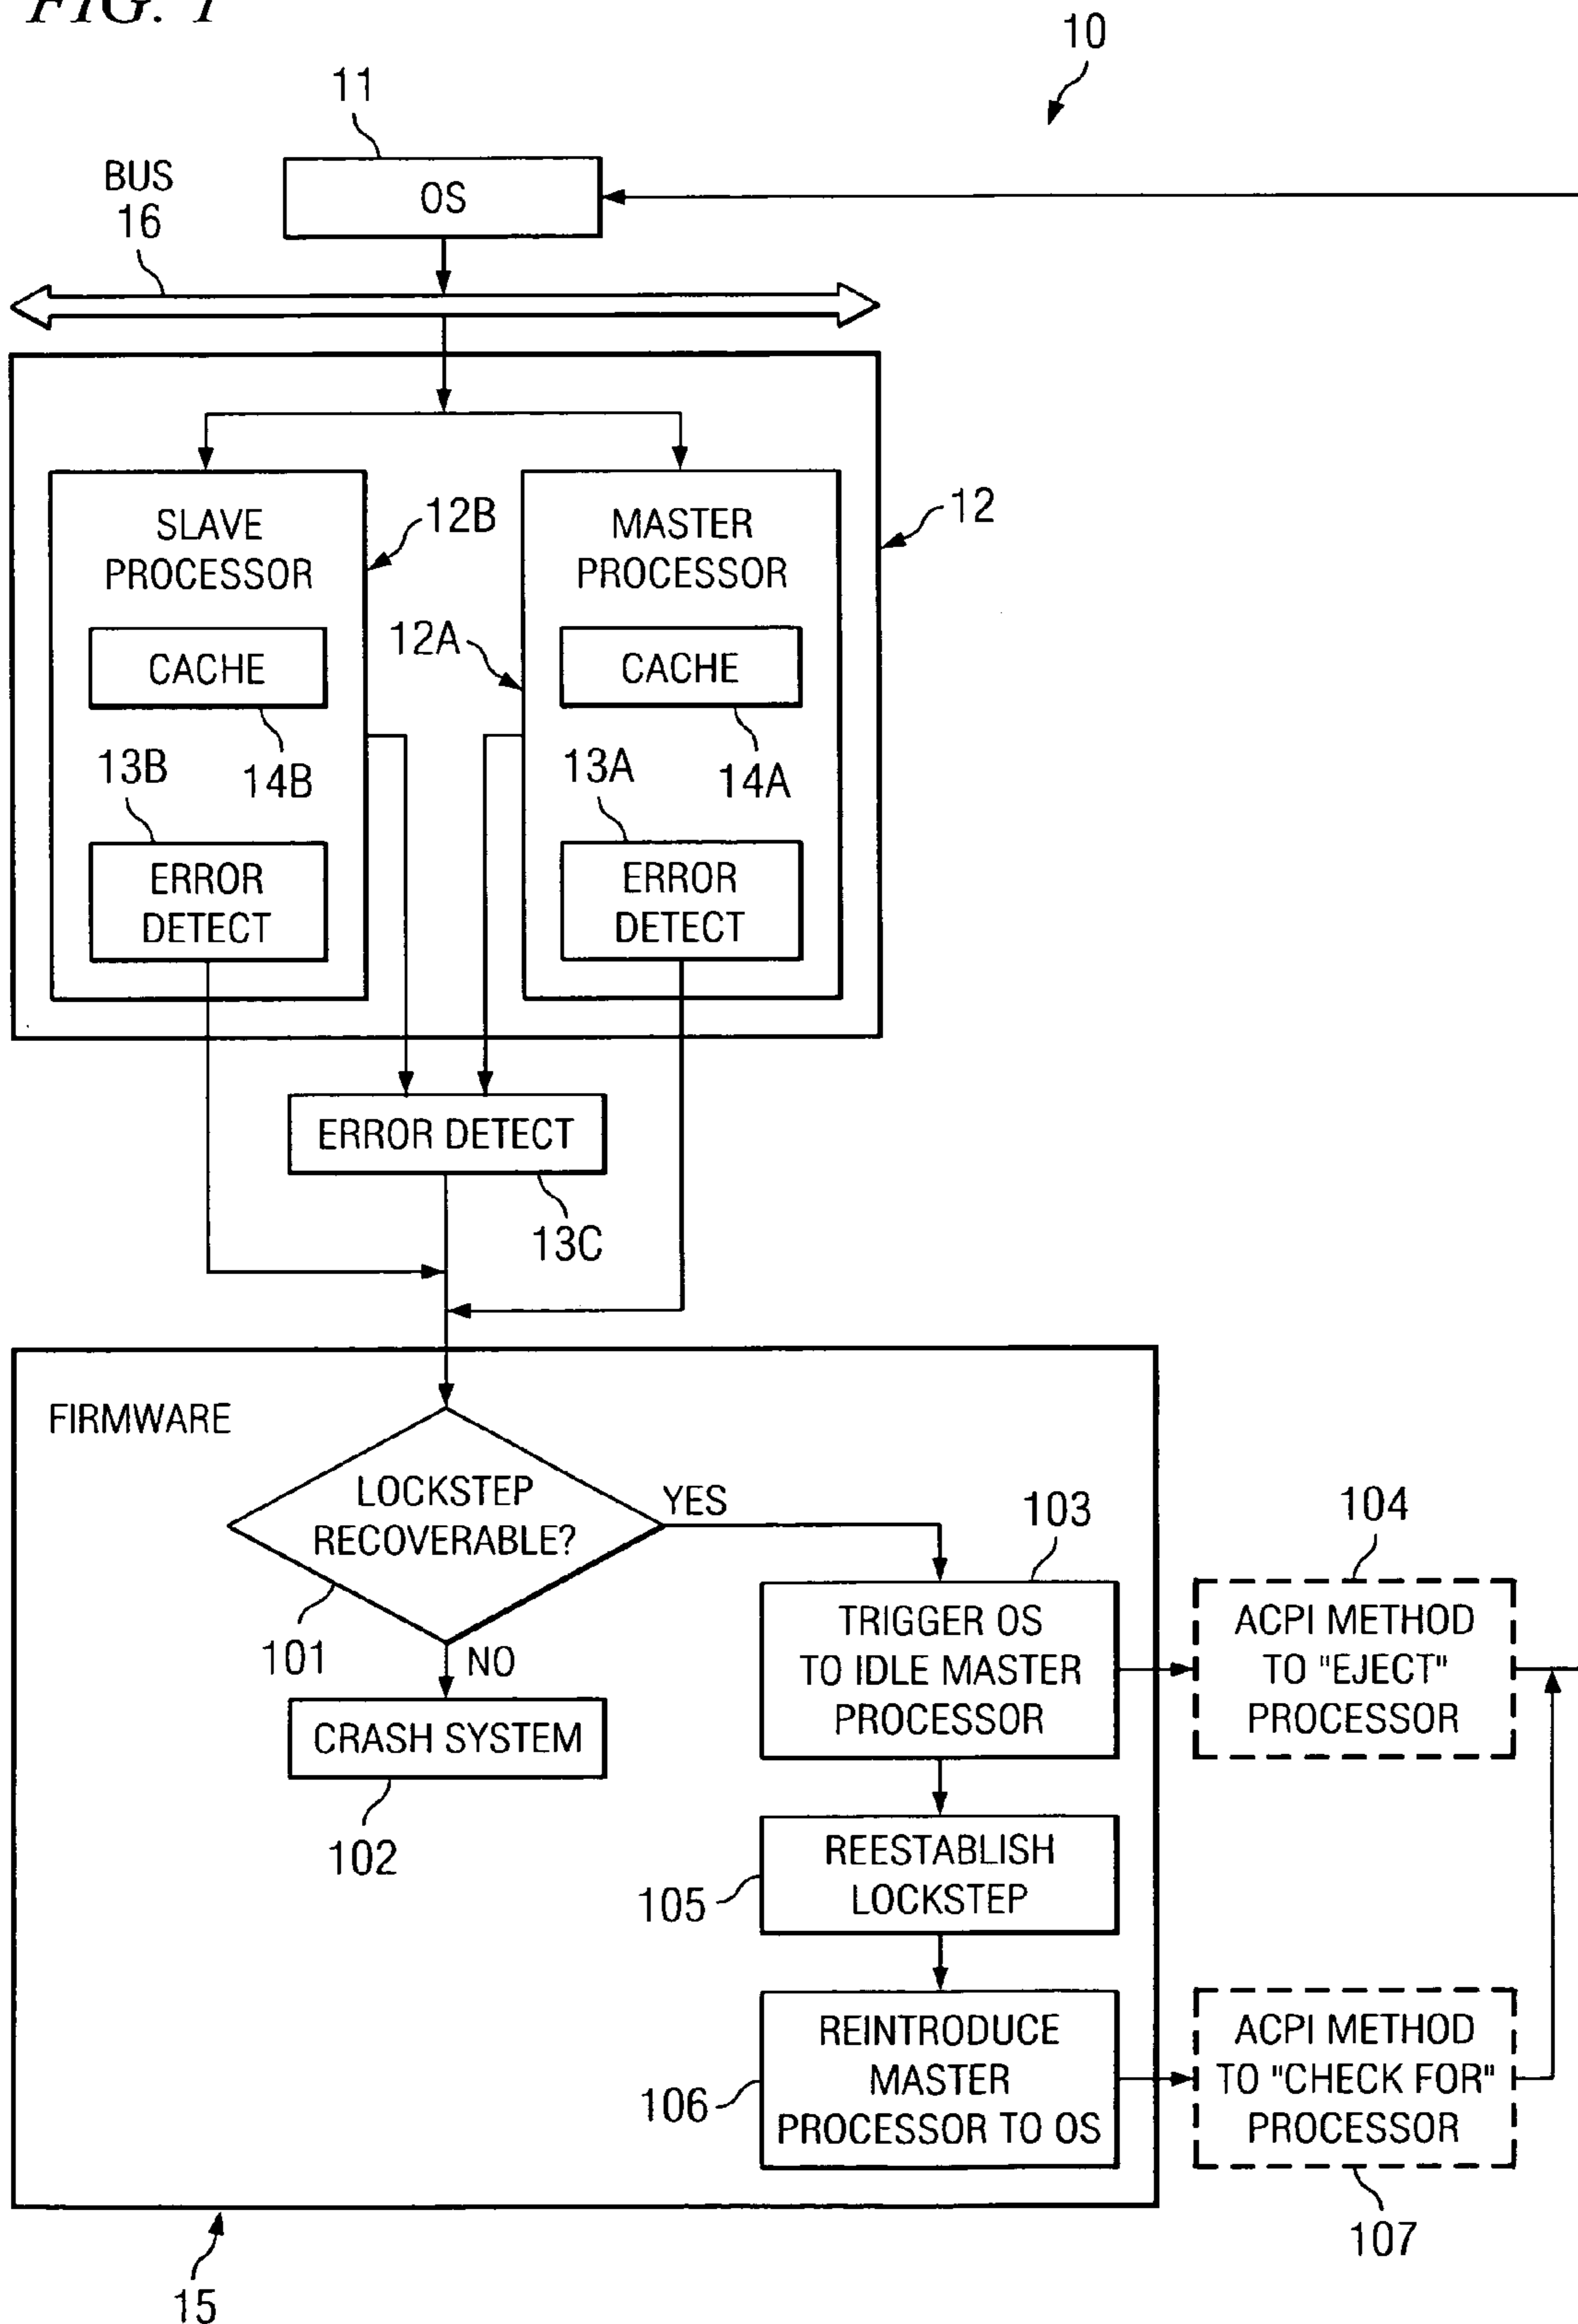 FIG. 1
10
11
OS
BUS
16
SLAVE
PROCESSOR
12B
MASTER
PROCESSOR
12
12A
CACHE
CACHE
13B
14B
13A
14A
ERROR
DETECT
ERROR
DETECT
ERROR DETECT
13C
FIRMWARE
LOCKSTEP
RECOVERABLE?
YES
101
NO
CRASH SYSTEM
102
103
TRIGGER OS
TO IDLE MASTER
PROCESSOR
104
ACPI METHOD
TO "EJECT"
PROCESSOR
REESTABLISH
LOCKSTEP
105
REINTRODUCE
MASTER
PROCESSOR TO OS
106
ACPI METHOD
TO "CHECK FOR"
PROCESSOR
107
15